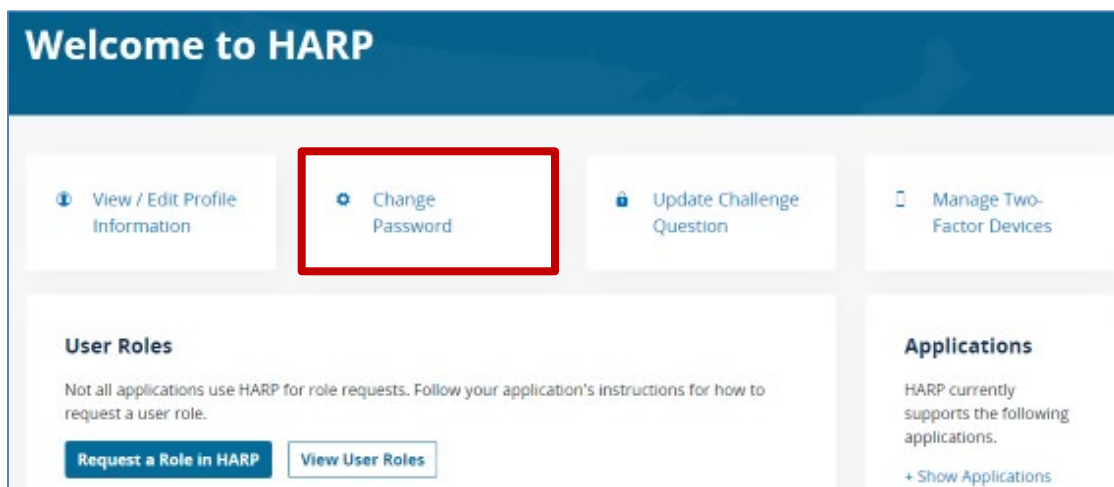 Welcome to HARP
View / Edit Profile
Information
Change
Password
Update Challenge
Question
Manage Two-
Factor Devices
User Roles
Not all applications use HARP for role requests. Follow your application's instructions for how to
request a user role.
Request a Role in HARP
View User Roles
Applications
HARP currently
supports the following
applications.
+ Show Applications